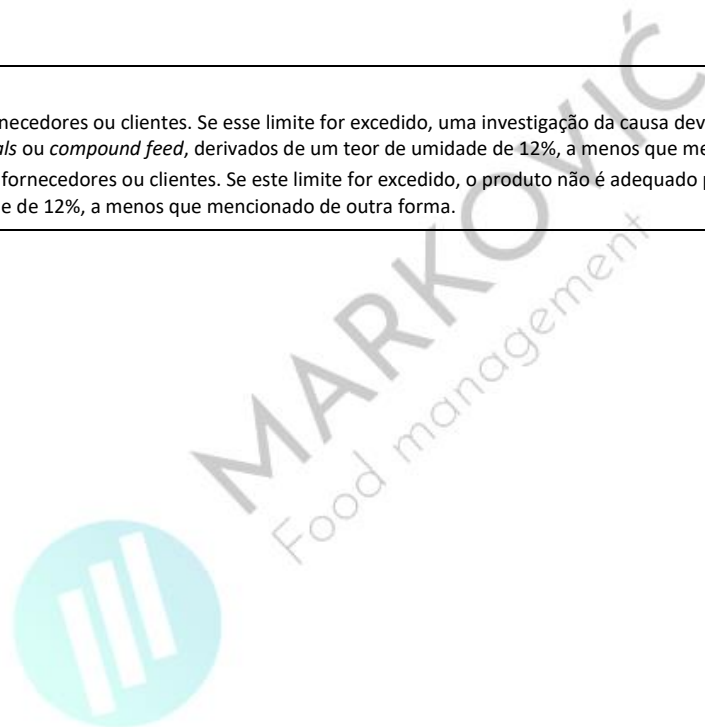 necedores ou clientes. Se esse limite for excedido, uma investigação da causa dev
als ou compound feed, derivados de um teor de umidade de 12%, a menos que me
fornecedores ou clientes. Se este limite for excedido, o produto não é adequado p
e de 12%, a menos que mencionado de outra forma.
MARKOVIĆ
Food management